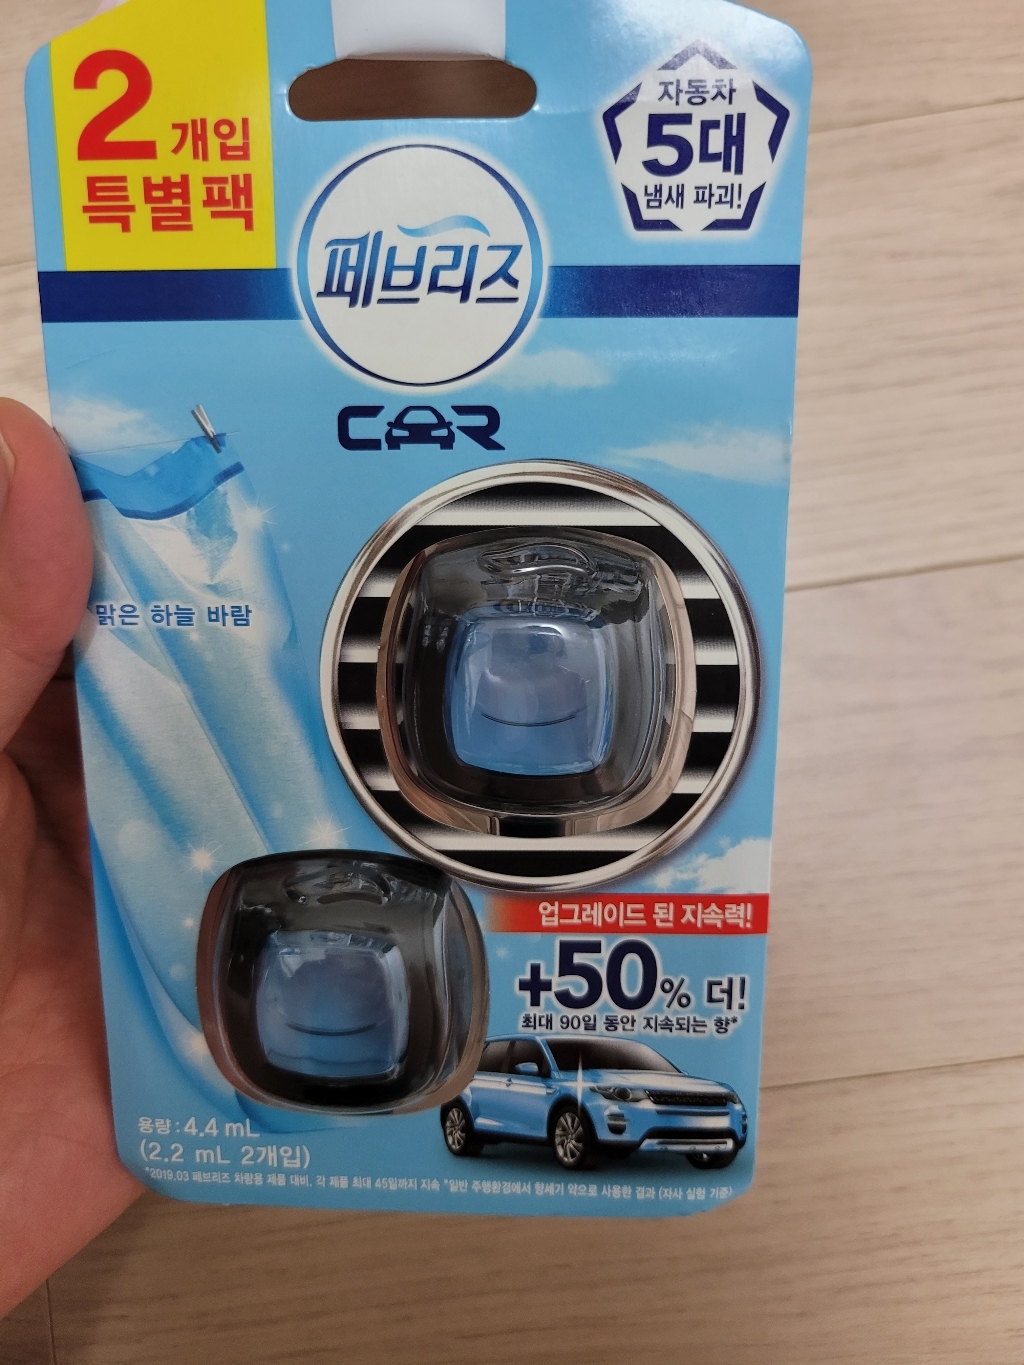 2개입
특별팩
자동차
5대
냄새 파괴!
페브리즈
CAR
맑은 하늘 바람
업그레이드 된 지속력!
+50% 더!
최대 90일 동안 지속되는 향*
용량 : 4.4 mL
(2.2 mL 2개입)
*2019.03 페브리즈 차량용 제품 대비. 각 제품 최대 45일까지 지속 *일반 주행환경에서 향세기 약으로 사용한 결과 (자사 실험 기준)